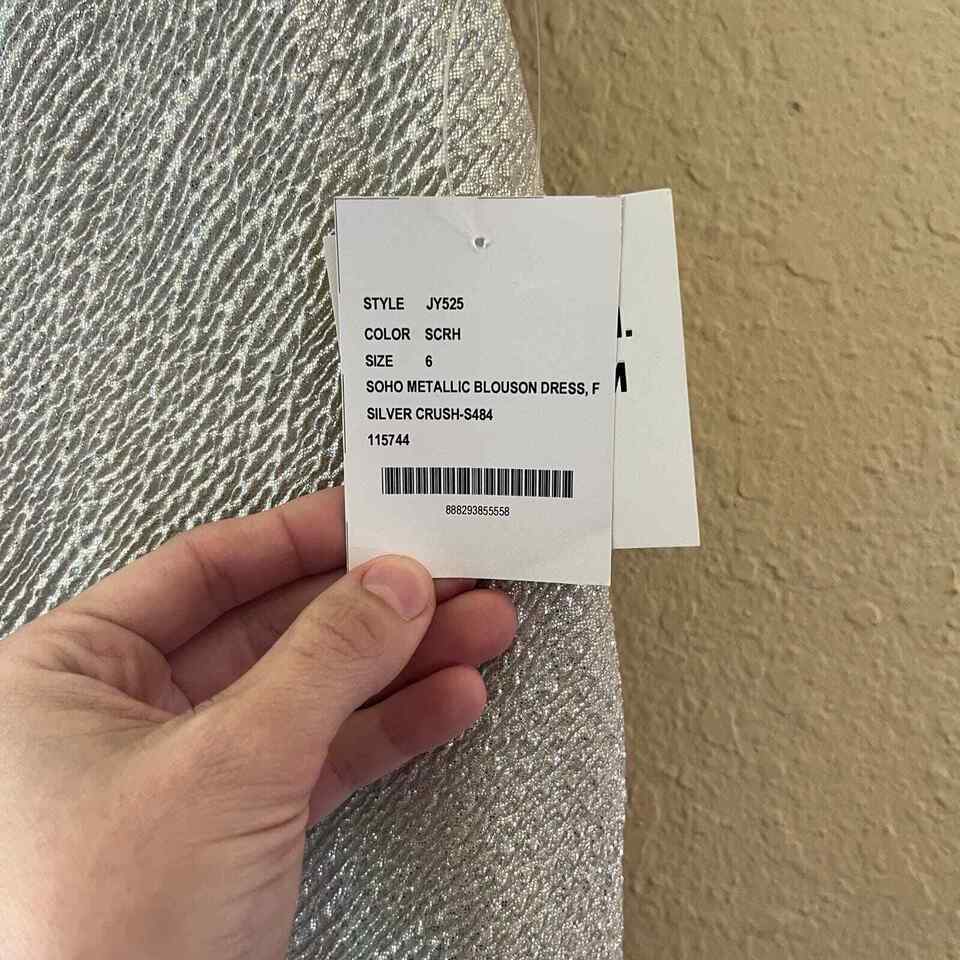 STYLE JY525
COLOR SCRH
SIZE 6
SOHO METALLIC BLOUSON DRESS, F
SILVER CRUSH-S484
115744
888293855558